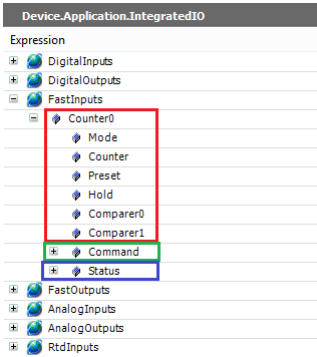 Device.Application.IntegratedIO
Expression
DigitalInputs
DigitalOutputs
FastInputs
Counter0
Mode
Counter
Preset
Hold
Comparer0
Comparer1
Command
Status
FastOutputs
AnalogInputs
AnalogOutputs
RtdInputs